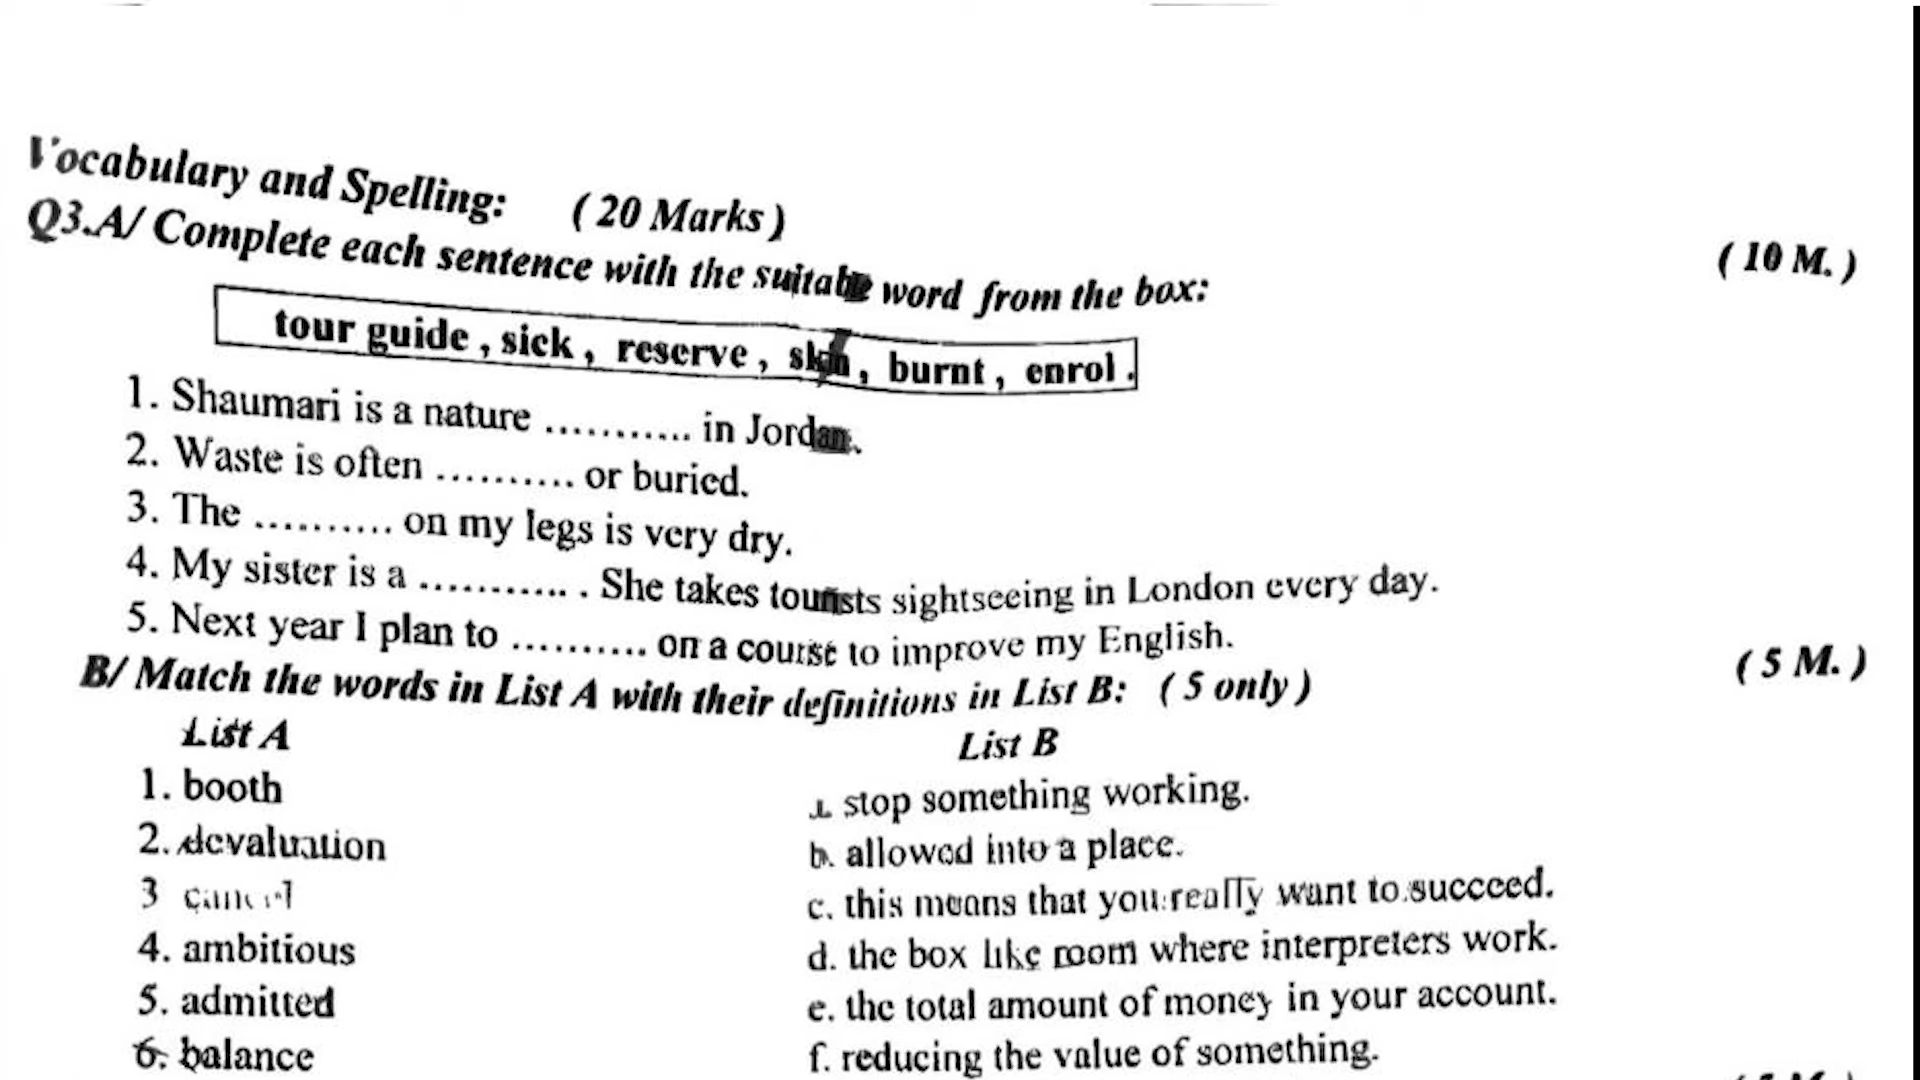 Vocabulary and Spelling: ( 20 Marks )
Q3.A/ Complete each sentence with the suitable word from the box: ( 10 M. )
tour guide , sick , reserve , skin , burnt , enrol .
1. Shaumari is a nature ........... in Jordan.
2. Waste is often .......... or buried.
3. The .......... on my legs is very dry.
4. My sister is a ............ . She takes tourists sightseeing in London every day.
5. Next year I plan to .......... on a course to improve my English.
B/ Match the words in List A with their definitions in List B: ( 5 only ) ( 5 M. )
List A List B
1. booth a. stop something working.
2. devaluation b. allowed into a place.
3 cancel c. this means that you really want to succeed.
4. ambitious d. the box like room where interpreters work.
5. admitted e. the total amount of money in your account.
6. balance f. reducing the value of something.